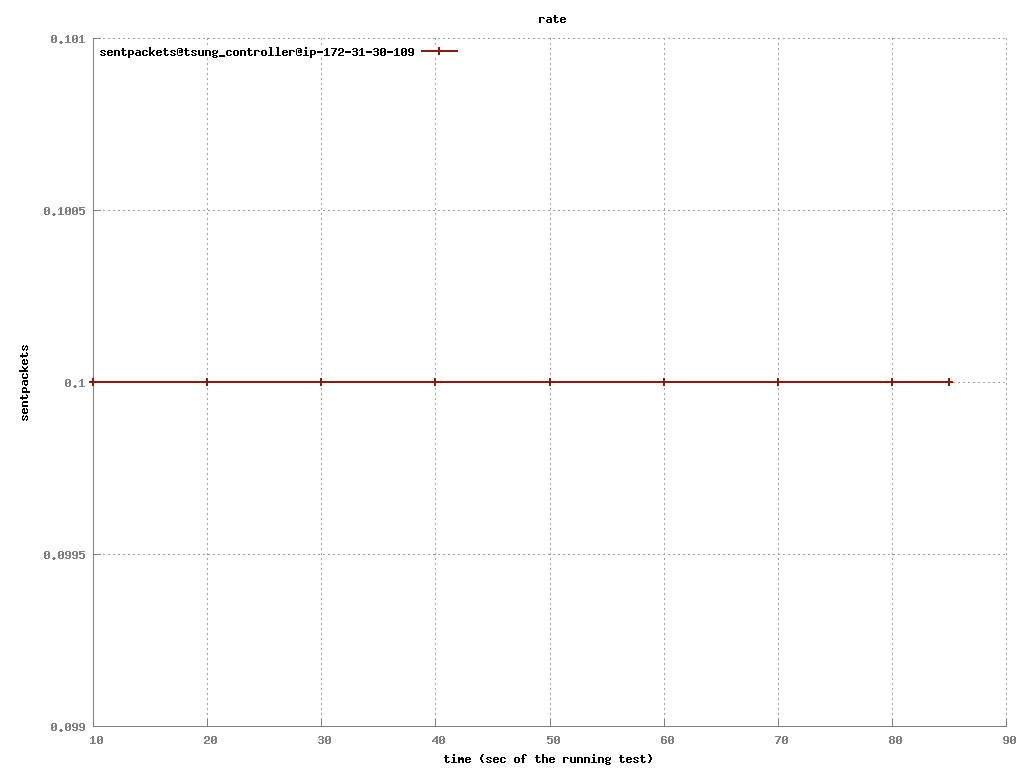 rate
0.101
sentpackets@tsung_controller@ip-172-31-30-109
0.1005
0.1
0.0995
0.099
sentpackets
10 20 30 40 50 60 70 80 90
time (sec of the running test)